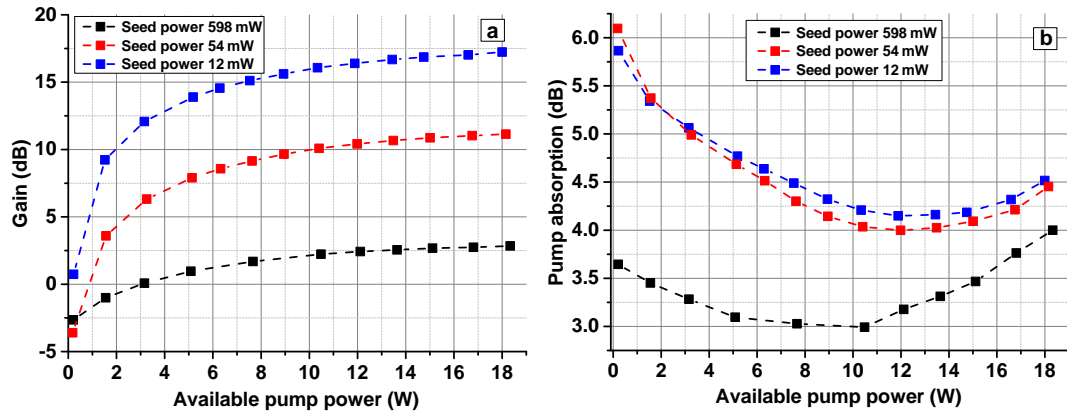 a
Seed power 598 mW
Seed power 54 mW
Seed power 12 mW
20
15
10
5
0
-5
Gain (dB)
0 2 4 6 8 10 12 14 16 18
Available pump power (W)
b
Seed power 598 mW
Seed power 54 mW
Seed power 12 mW
6.0
5.5
5.0
4.5
4.0
3.5
3.0
Pump absorption (dB)
0 2 4 6 8 10 12 14 16 18
Available pump power (W)